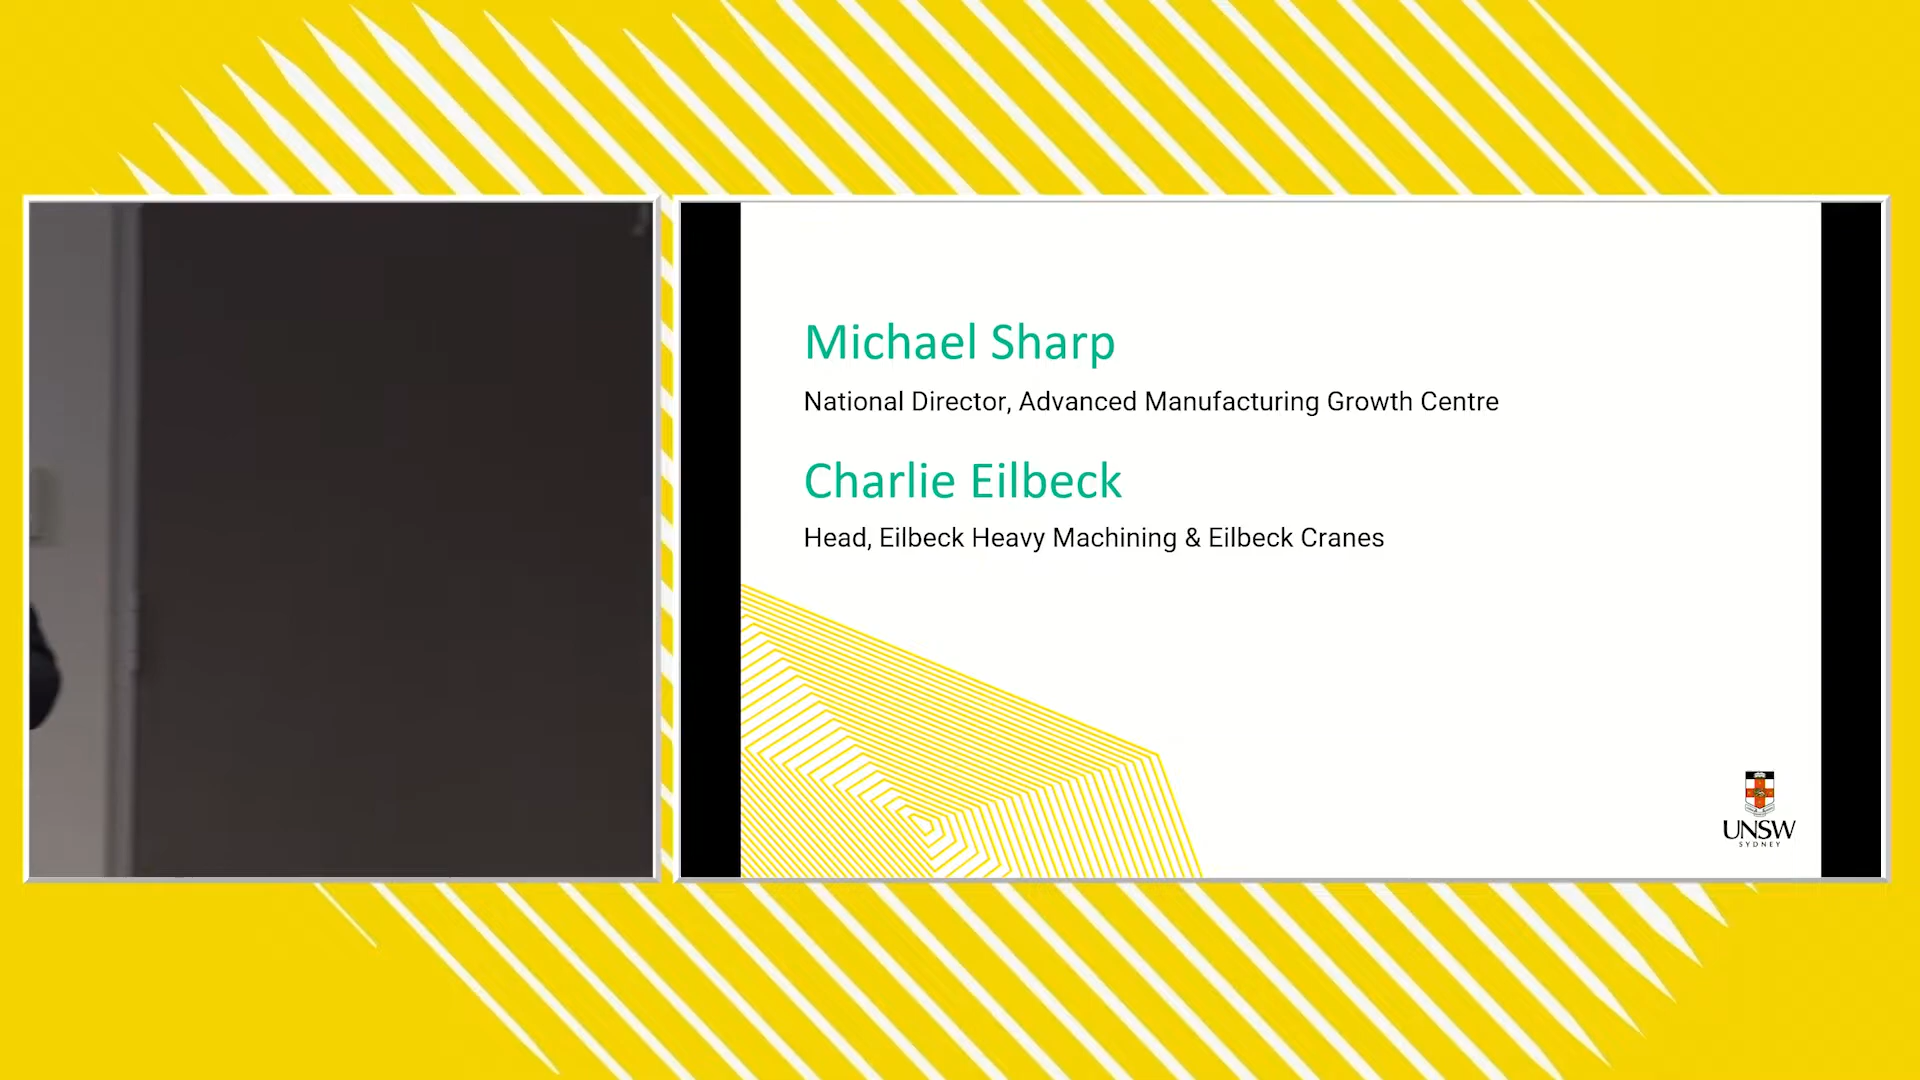 Michael Sharp
National Director, Advanced Manufacturing Growth Centre
Charlie Eilbeck
Head, Eilbeck Heavy Machining & Eilbeck Cranes
UNSW
SYDNEY